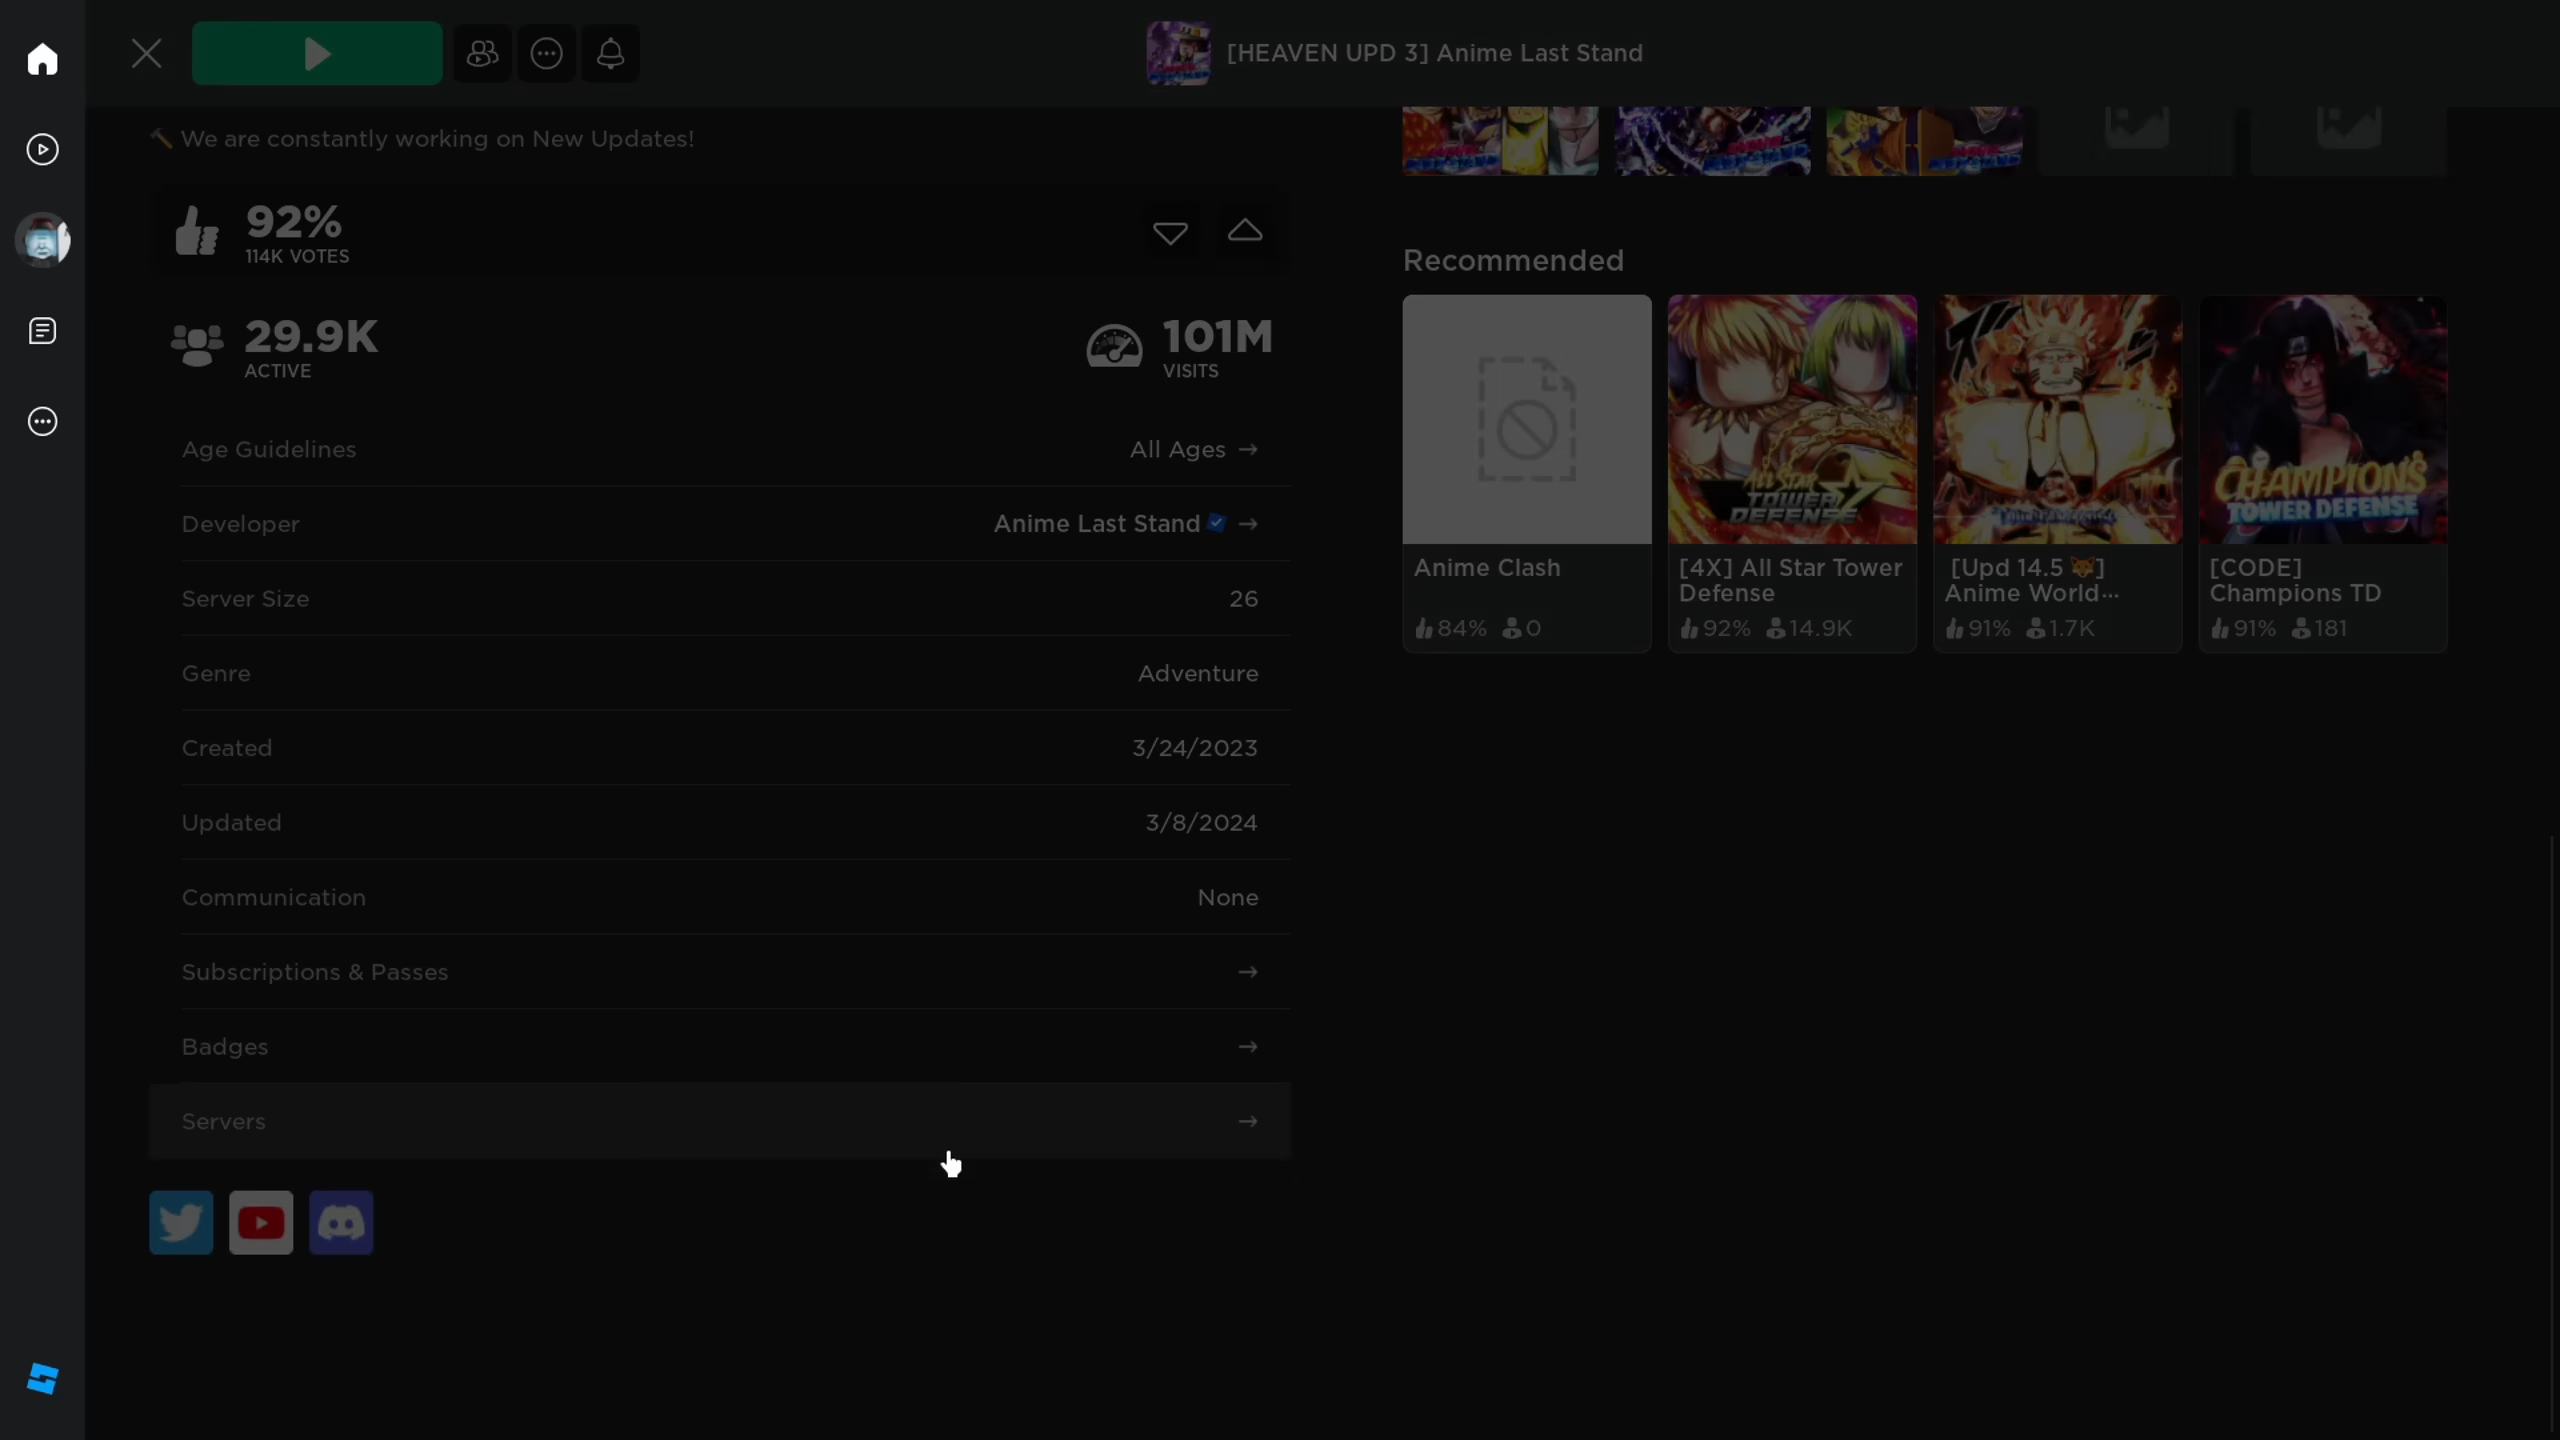 [HEAVEN UPD 3] Anime Last Stand
🔨 We are constantly working on New Updates!
92%
114K VOTES
29.9K
ACTIVE
101M
VISITS
Age Guidelines All Ages →
Developer Anime Last Stand →
Server Size 26
Genre Adventure
Created 3/24/2023
Updated 3/8/2024
Communication None
Subscriptions & Passes →
Badges →
Servers →
Recommended
ALL STAR
TOWER
DEFENSE
CHAMPIONS
TOWER DEFENSE
Anime Clash
84% 0
[4X] All Star Tower
Defense
92% 14.9K
[Upd 14.5 🦊]
Anime World...
91% 1.7K
[CODE]
Champions TD
91% 181